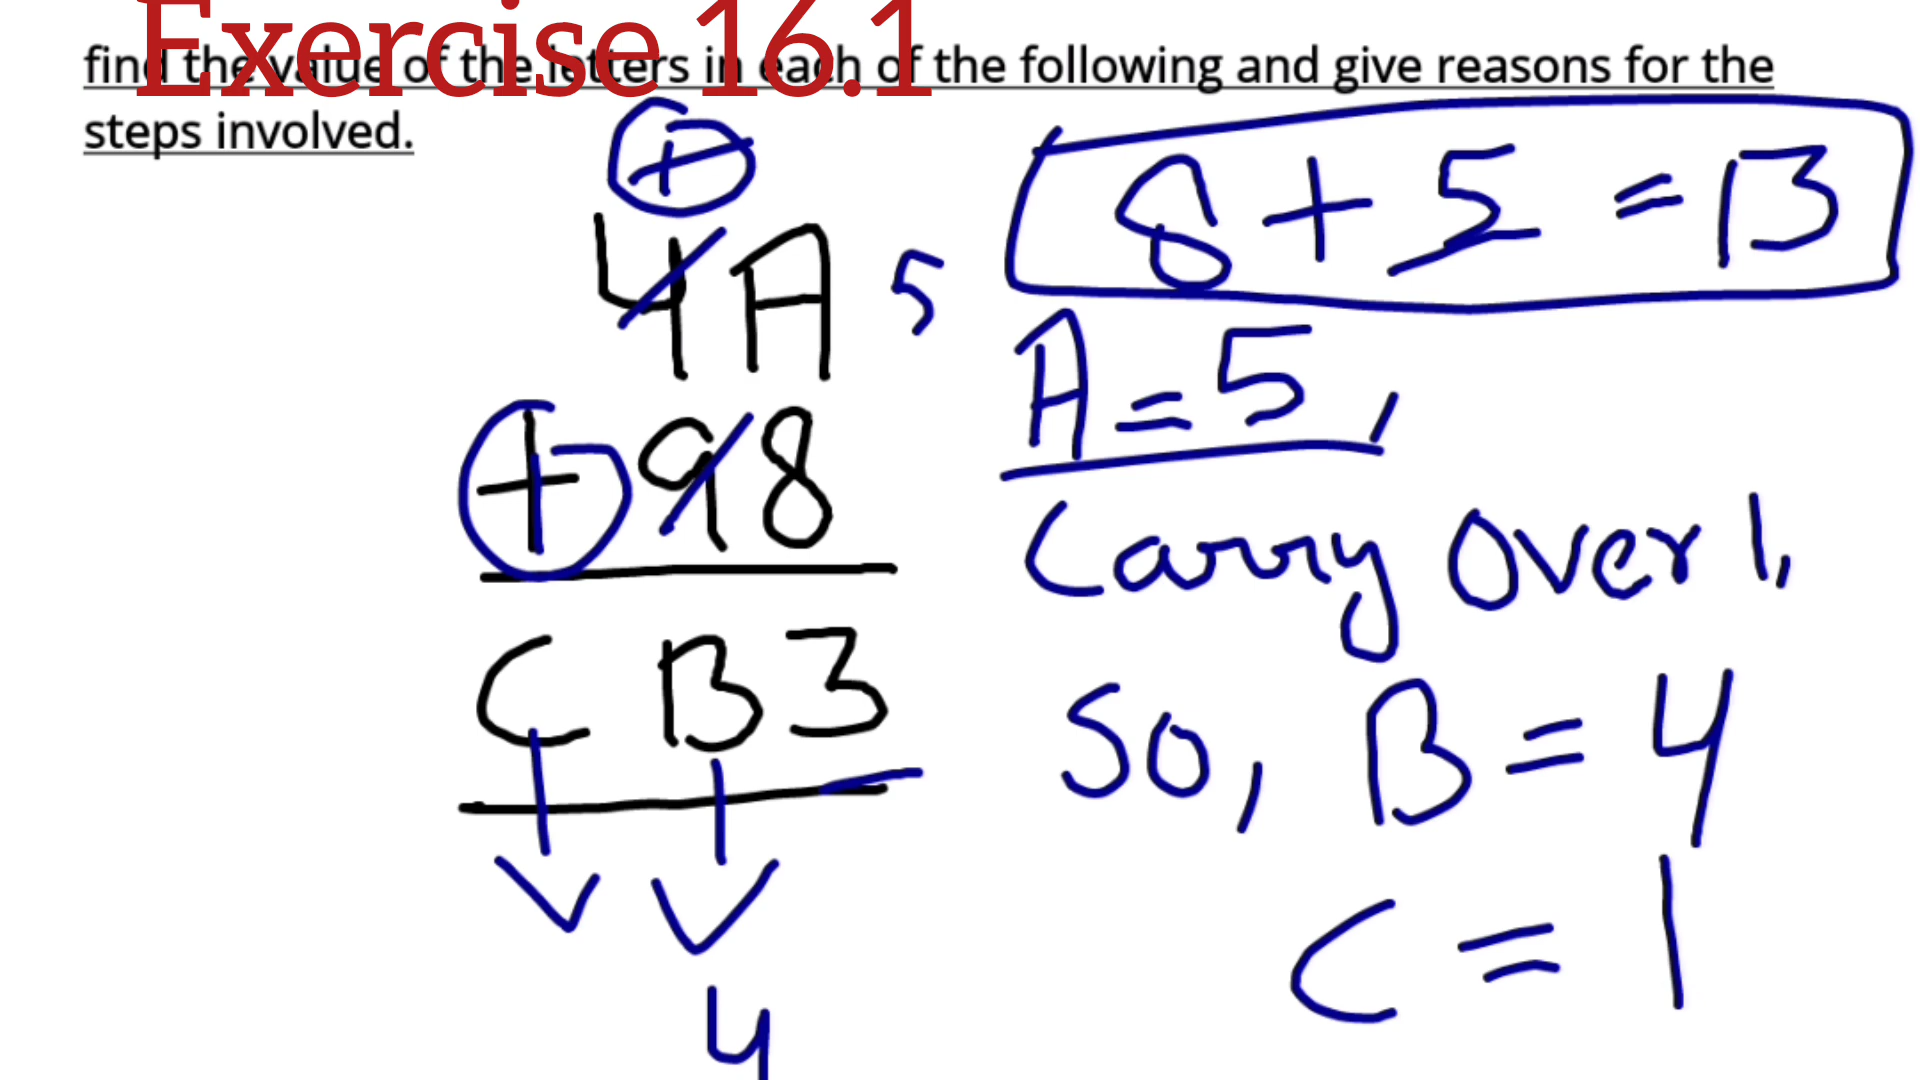 Exercise 16.1
find the value of the letters in each of the following and give reasons for the
steps involved.
+
4A 5
+ 98
C B 3
4
8 + 5 = 13
A = 5,
Carry over 1,
So, B = 4
C = 1